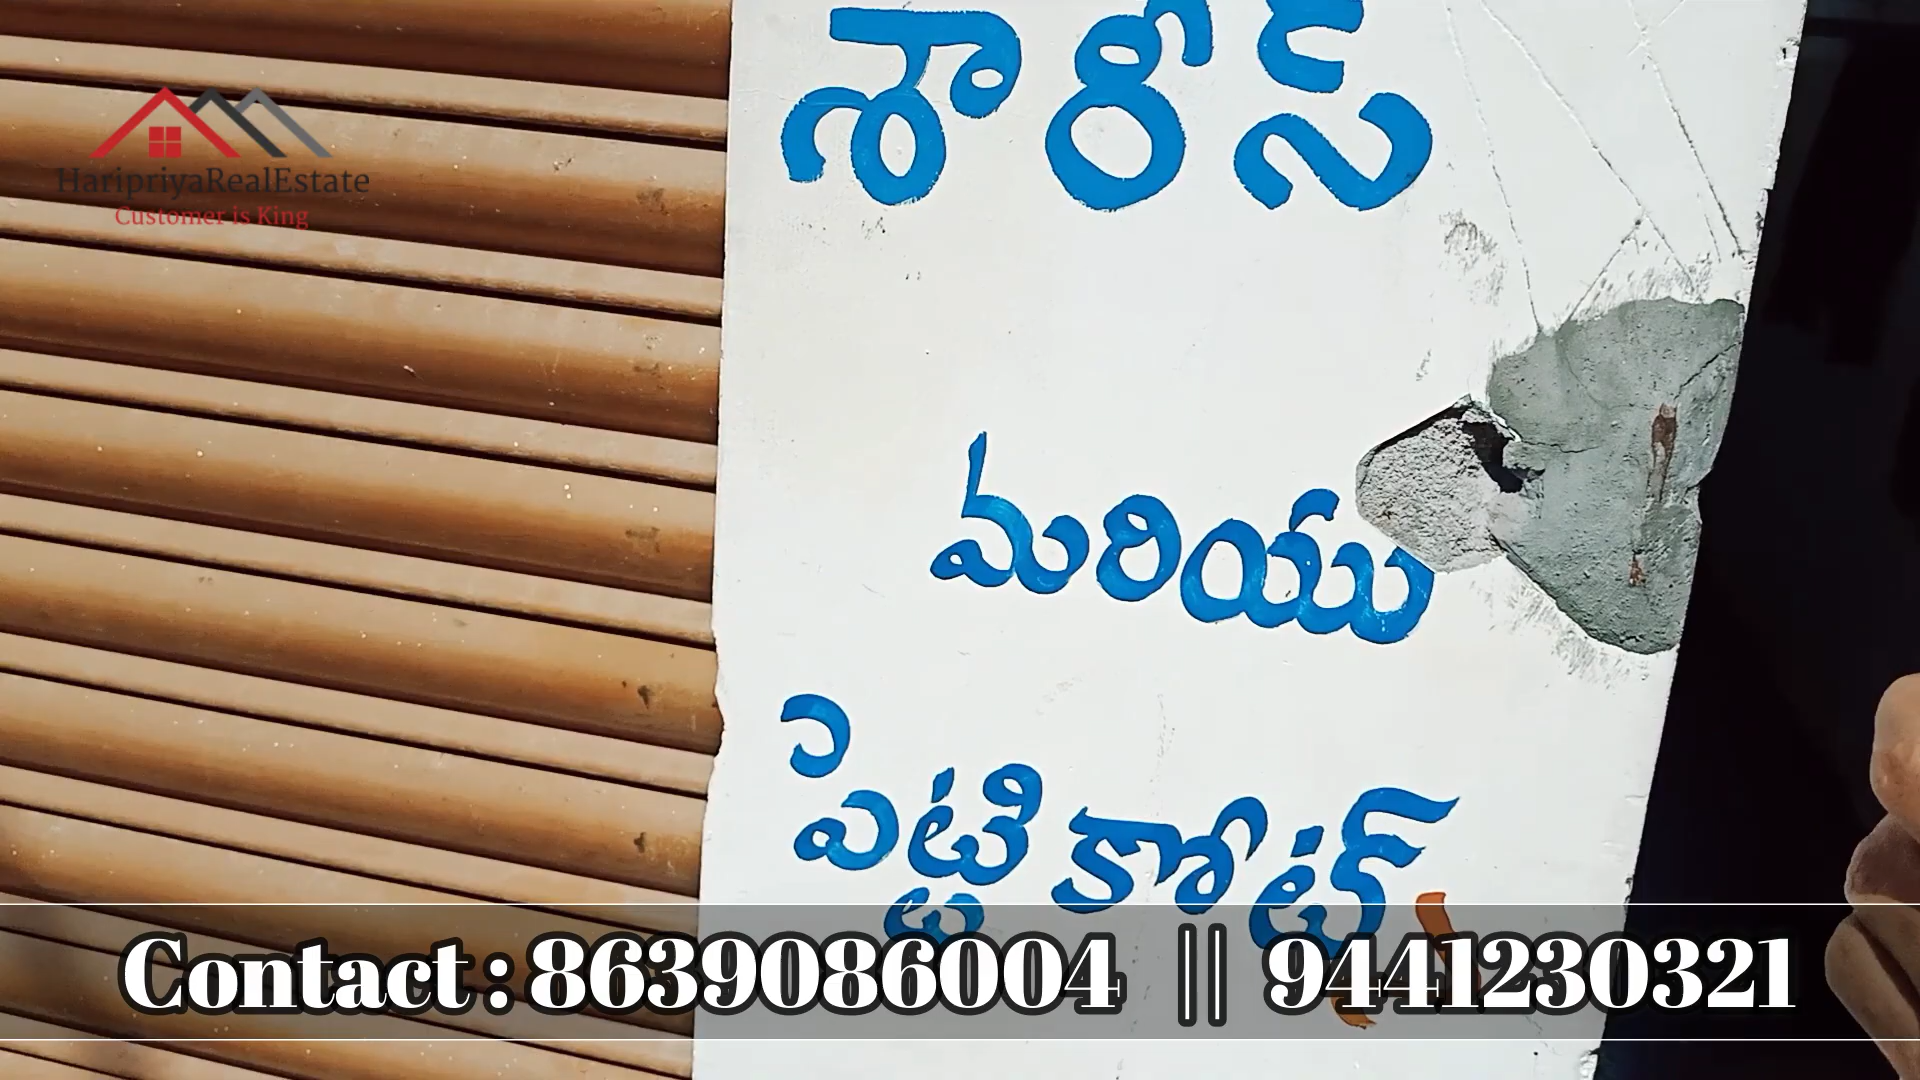 శారీస్
HaripriyaRealEstate
Customer is King
మరియు
పెట్టికోట్
Contact : 8639086004 || 9441230321